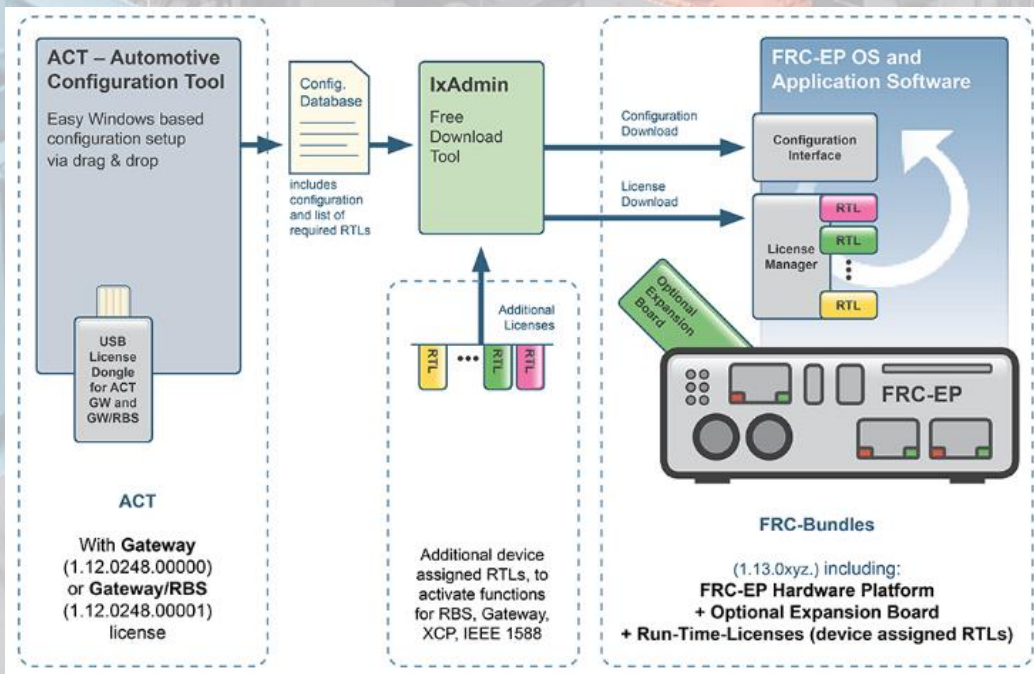 ACT – Automotive
Configuration Tool
Easy Windows based
configuration setup
via drag & drop
USB
License
Dongle
for ACT
GW and
GW/RBS
ACT
With Gateway
(1.12.0248.00000)
or Gateway/RBS
(1.12.0248.00001)
license
Config.
Database
includes
configuration
and list of
required RTLs
IxAdmin
Free
Download
Tool
Additional
Licenses
RTL
•••
RTL
RTL
Additional device
assigned RTLs, to
activate functions
for RBS, Gateway,
XCP, IEEE 1588
Configuration
Download
License
Download
FRC-EP OS and
Application Software
Configuration
Interface
License
Manager
RTL
RTL
RTL
Optional
Expansion
Board
FRC-EP
FRC-Bundles
(1.13.0xyz.) including:
FRC-EP Hardware Platform
+ Optional Expansion Board
+ Run-Time-Licenses (device assigned RTLs)